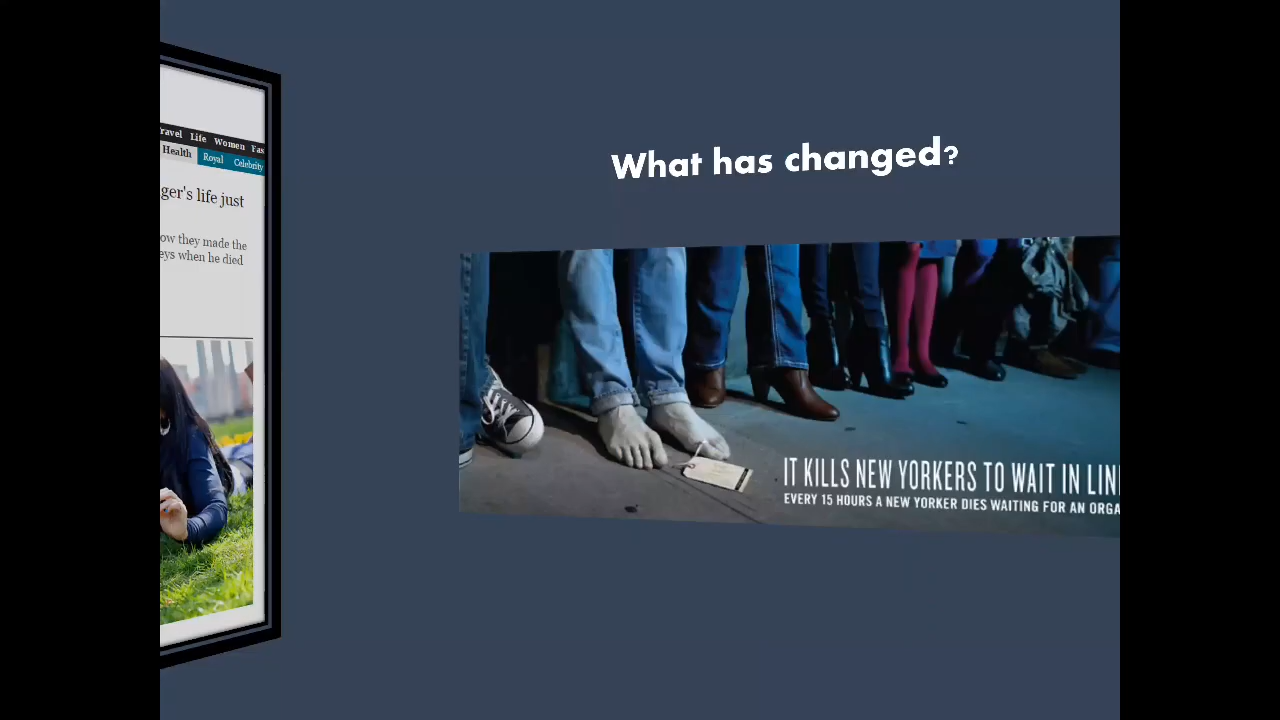 ravel Life Women Fas
Health Royal Celebrity
ger's life just
ow they made the
eys when he died
What has changed?
IT KILLS NEW YORKERS TO WAIT IN LIN
EVERY 15 HOURS A NEW YORKER DIES WAITING FOR AN ORGA